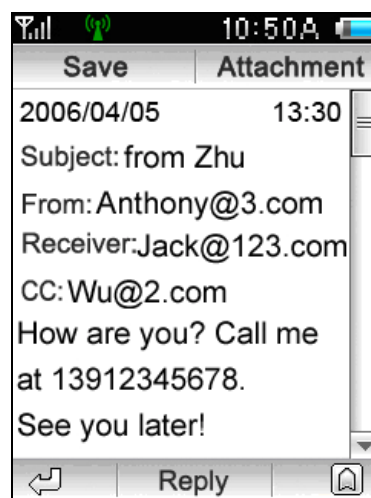 10:50A
Save Attachment
2006/04/05 13:30
Subject: from Zhu
From: Anthony@3.com
Receiver: Jack@123.com
CC: Wu@2.com
How are you? Call me
at 13912345678.
See you later!
Reply